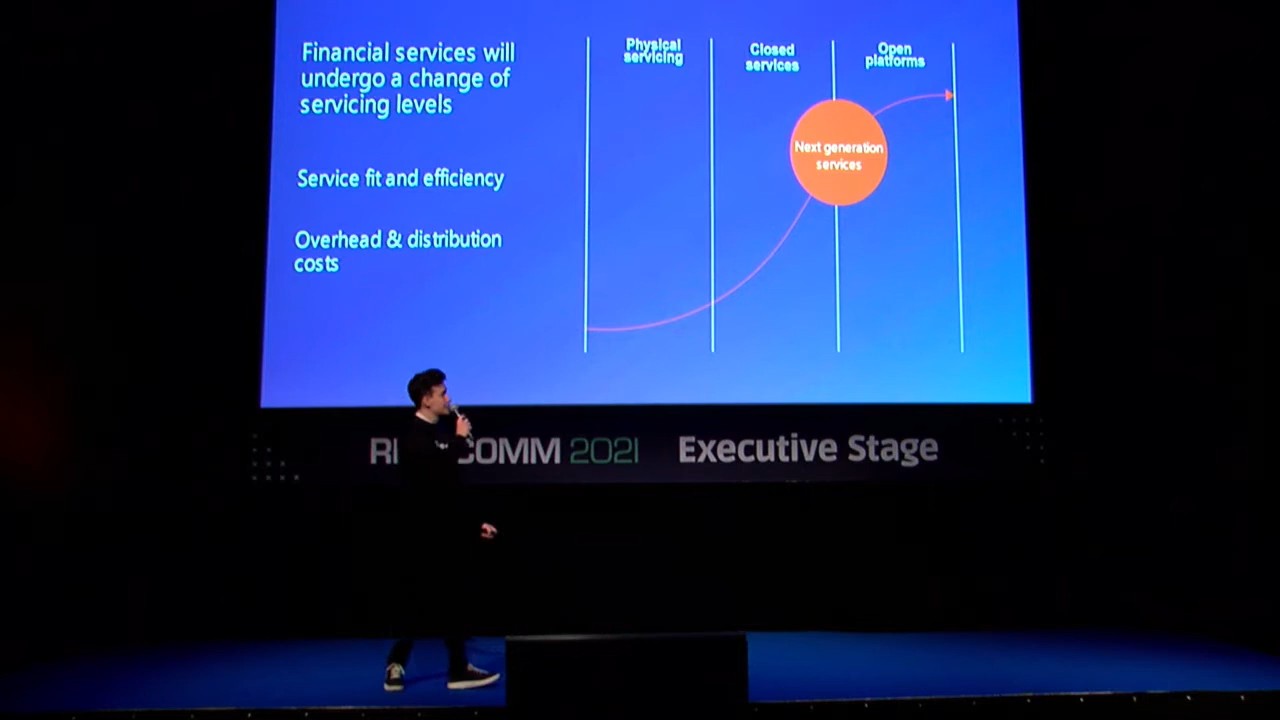 Financial services will
undergo a change of
servicing levels
Service fit and efficiency
Overhead & distribution
costs
Physical
servicing
Closed
services
Open
platforms
Next generation
services
COMM 2021
Executive Stage